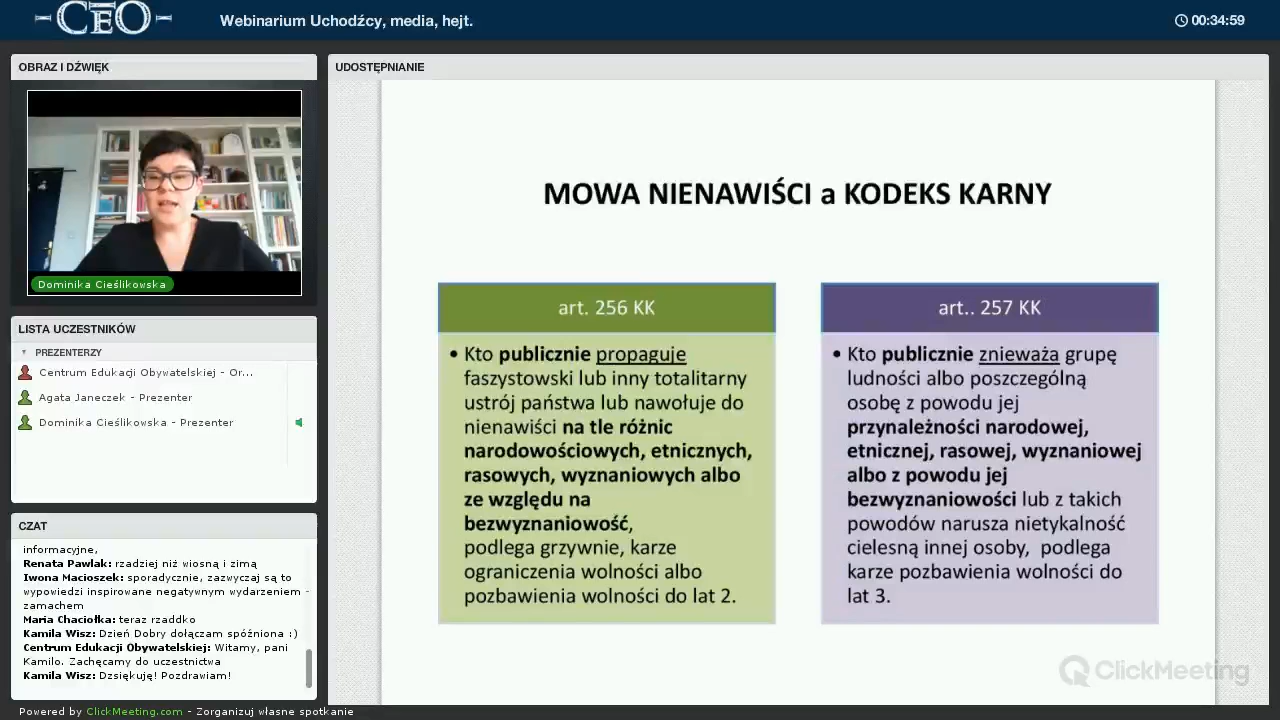 CEO
Webinarium Uchodźcy, media, hejt.
00:34:59
OBRAZ I DŹWIĘK
Dominika Cieślikowska
LISTA UCZESTNIKÓW
PREZENTERZY
Centrum Edukacji Obywatelskiej - Or...
Agata Janeczek - Prezenter
Dominika Cieślikowska - Prezenter
CZAT
informacyjne,
Renata Pawlak: rzadziej niż wiosną i zimą
Iwona Macioszek: sporadycznie, zazwyczaj są to
wypowiedzi inspirowane negatywnym wydarzeniem -
zamachem
Maria Chaciołka: teraz rzaddko
Kamila Wisz: Dzień Dobry dołączam spóźniona :)
Centrum Edukacji Obywatelskiej: Witamy, pani
Kamilo. Zachęcamy do uczestnictwa
Kamila Wisz: Dzsiękuję! Pozdrawiam!
UDOSTĘPNIANIE
MOWA NIENAWIŚCI a KODEKS KARNY
art. 256 KK
• Kto publicznie propaguje
faszystowski lub inny totalitarny
ustrój państwa lub nawołuje do
nienawiści na tle różnic
narodowościowych, etnicznych,
rasowych, wyznaniowych albo
ze względu na
bezwyznaniowość,
podlega grzywnie, karze
ograniczenia wolności albo
pozbawienia wolności do lat 2.
art.. 257 KK
• Kto publicznie znieważa grupę
ludności albo poszczególną
osobę z powodu jej
przynależności narodowej,
etnicznej, rasowej, wyznaniowej
albo z powodu jej
bezwyznaniowości lub z takich
powodów narusza nietykalność
cielesną innej osoby, podlega
karze pozbawienia wolności do
lat 3.
ClickMeeting
Powered by ClickMeeting.com - Zorganizuj własne spotkanie